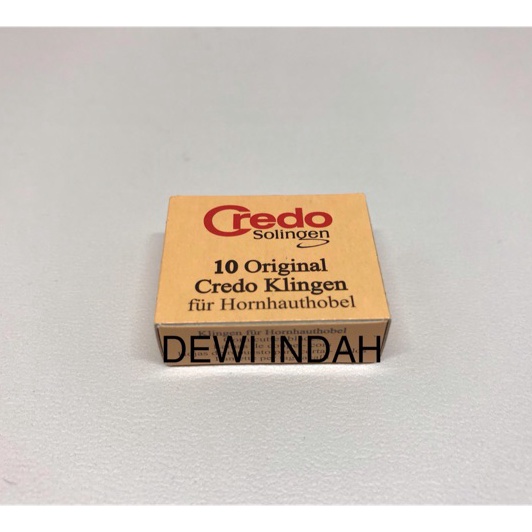 Credo
Solingen
10 Original
Credo Klingen
für Hornhauthobel
Klingen für Hornhauthobel
DEWI INDAH